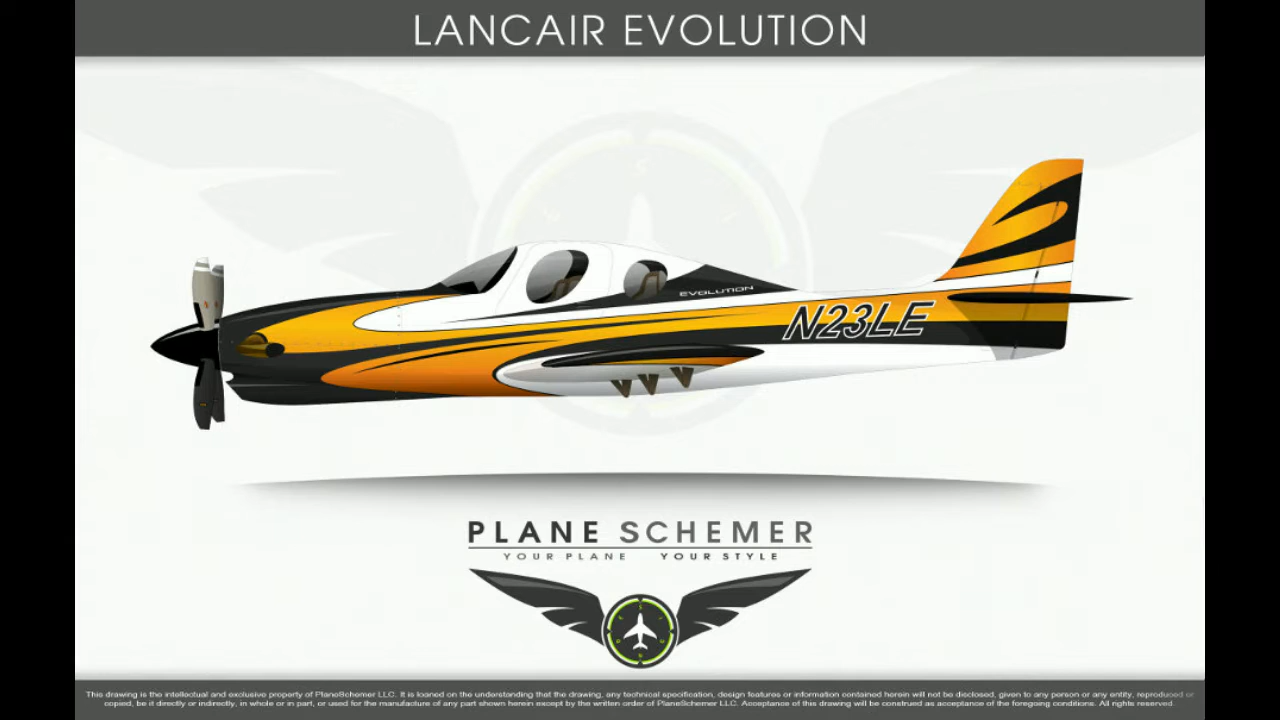 LANCAIR EVOLUTION
EVOLUTION
N23LE
PLANE SCHEMER
YOUR PLANE YOUR STYLE
This drawing is the intellectual and exclusive property of PlaneSchemer LLC. It is loaned on the understanding that the drawing, any technical specification, design features or information contained herein will not be disclosed, given to any person or any entity, reproduced or
copied, be it directly or indirectly, in whole or in part, or used for the manufacture of any part shown herein except by the written order of PlaneSchemer LLC. Acceptance of this drawing will be construed as acceptance of the foregoing conditions. All rights reserved.